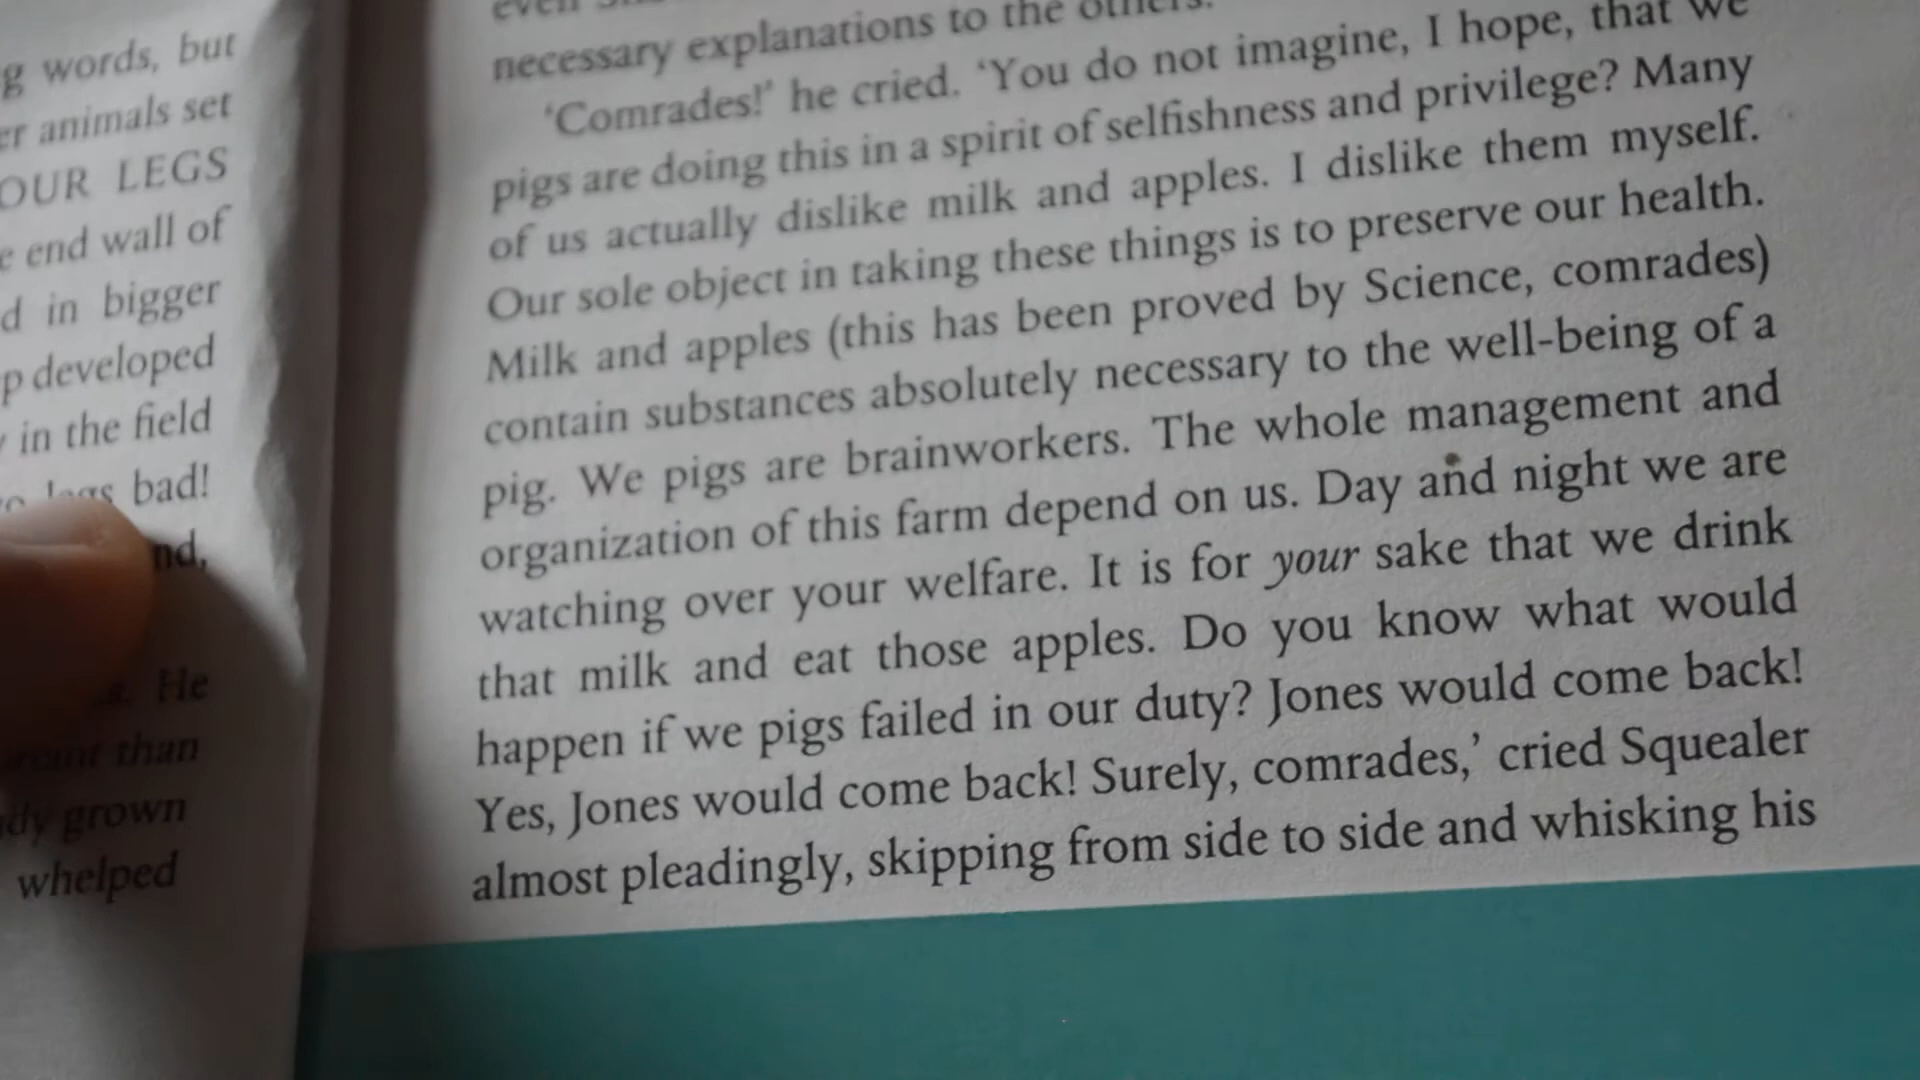 g words, but
er animals set
OUR LEGS
e end wall of
d in bigger
p developed
in the field
legs bad!
nd,
He
than
dy grown
whelped
even
necessary explanations to the others.
‘Comrades!’ he cried. ‘You do not imagine, I hope, that we
pigs are doing this in a spirit of selfishness and privilege? Many
of us actually dislike milk and apples. I dislike them myself.
Our sole object in taking these things is to preserve our health.
Milk and apples (this has been proved by Science, comrades)
contain substances absolutely necessary to the well-being of a
pig. We pigs are brainworkers. The whole management and
organization of this farm depend on us. Day and night we are
watching over your welfare. It is for your sake that we drink
that milk and eat those apples. Do you know what would
happen if we pigs failed in our duty? Jones would come back!
Yes, Jones would come back! Surely, comrades,’ cried Squealer
almost pleadingly, skipping from side to side and whisking his